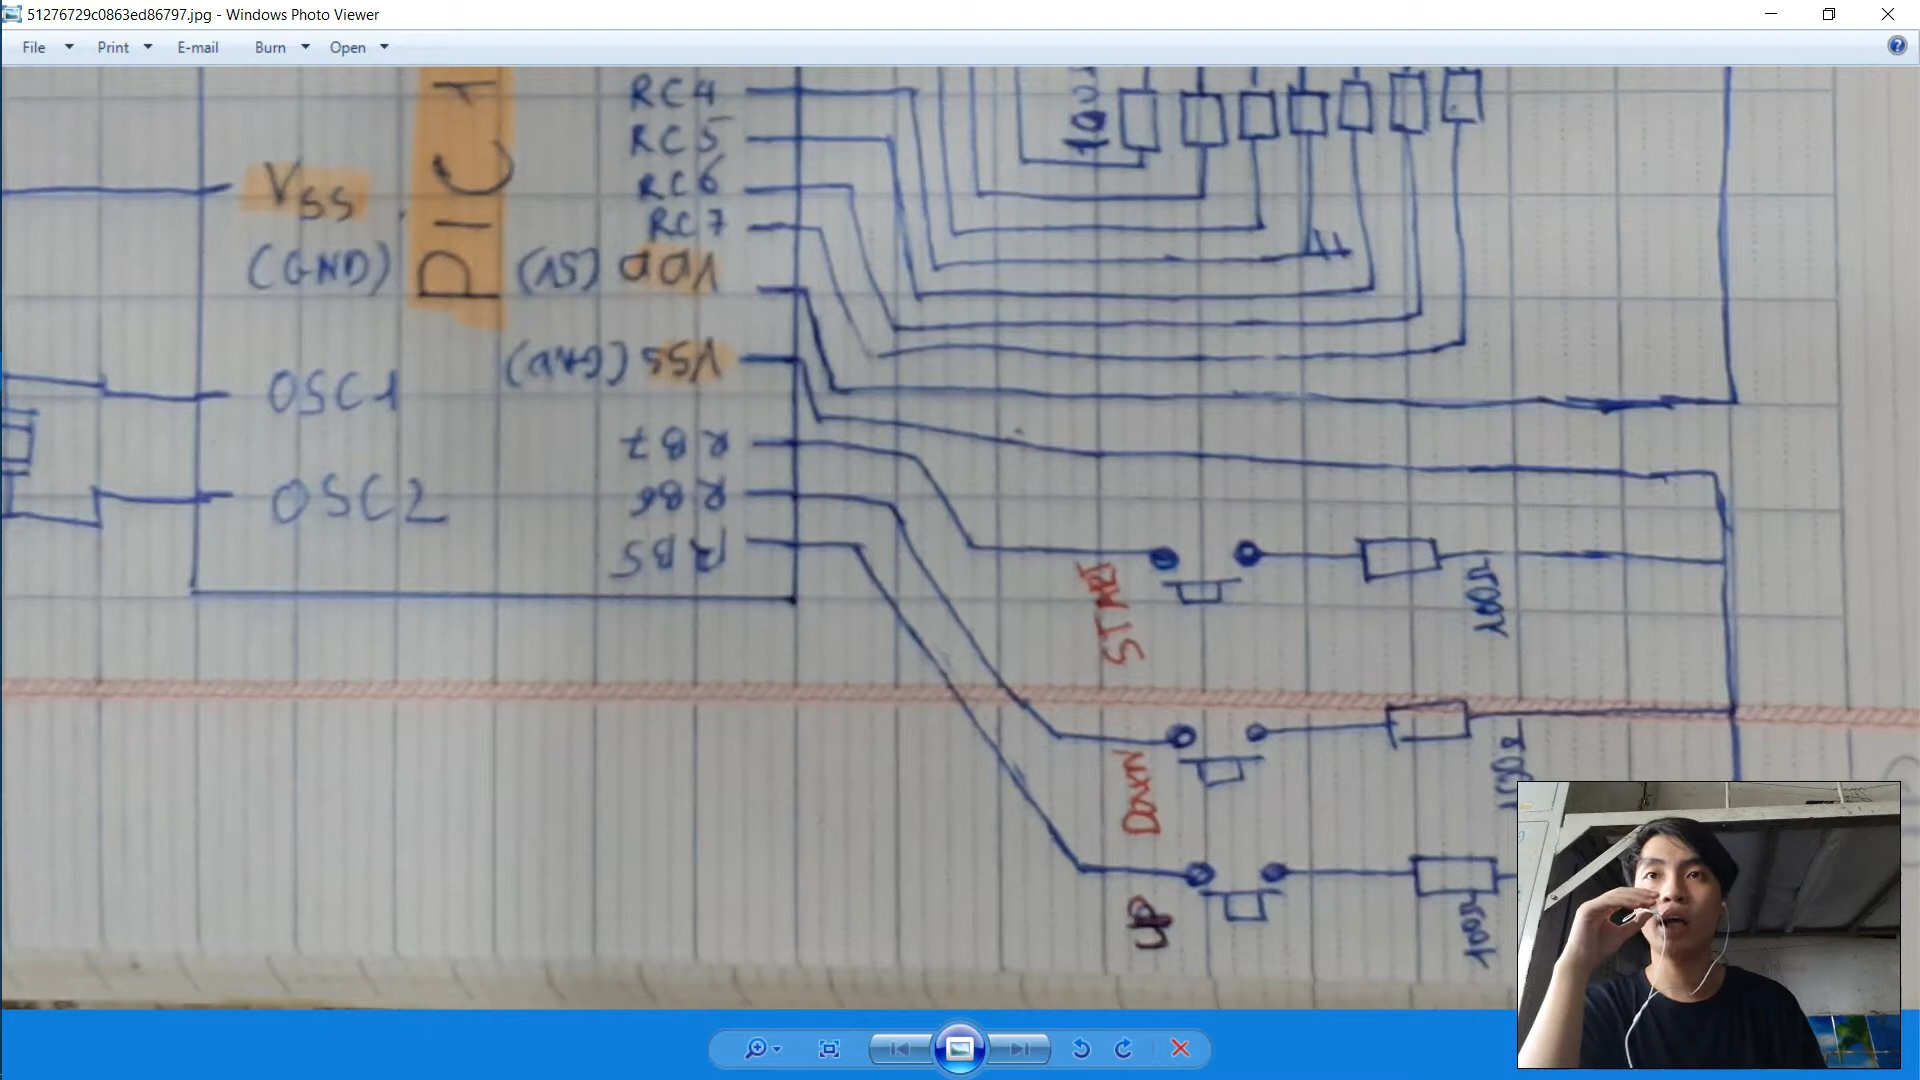 51276729c0863ed86797.jpg - Windows Photo Viewer
File Print E-mail Burn Open
RC4
RC5
RC6
RC7
VDD (5V)
VSS (GND)
RB7
RB6
RB5
PIC 1
VSS
(GND)
OSC1
OSC2
START
100Ω
DOWN
100Ω
UP
100Ω